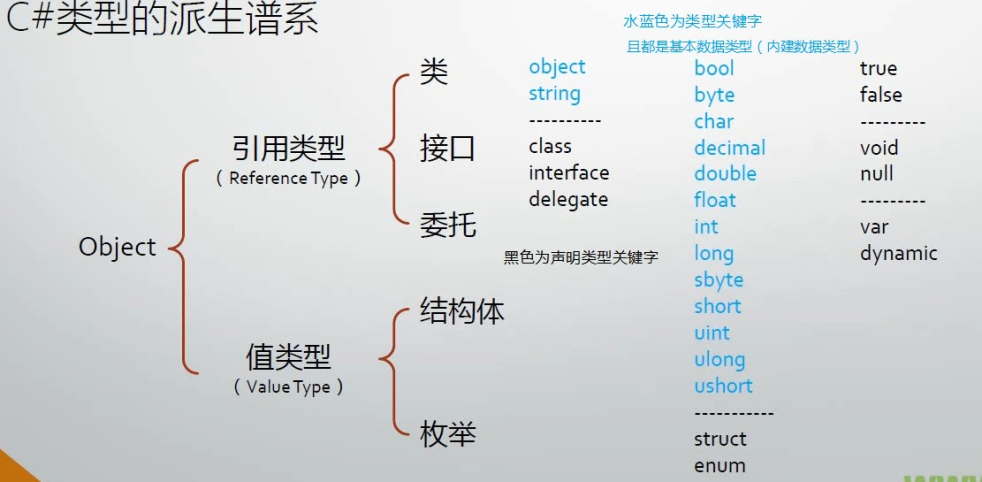 C#类型的派生谱系
水蓝色为类型关键字
且都是基本数据类型（内建数据类型）
Object
引用类型
（Reference Type）
值类型
（Value Type）
类
接口
委托
结构体
枚举
object
string
----------
class
interface
delegate
黑色为声明类型关键字
bool
byte
char
decimal
double
float
int
long
sbyte
short
uint
ulong
ushort
-----------
struct
enum
true
false
---------
void
null
---------
var
dynamic